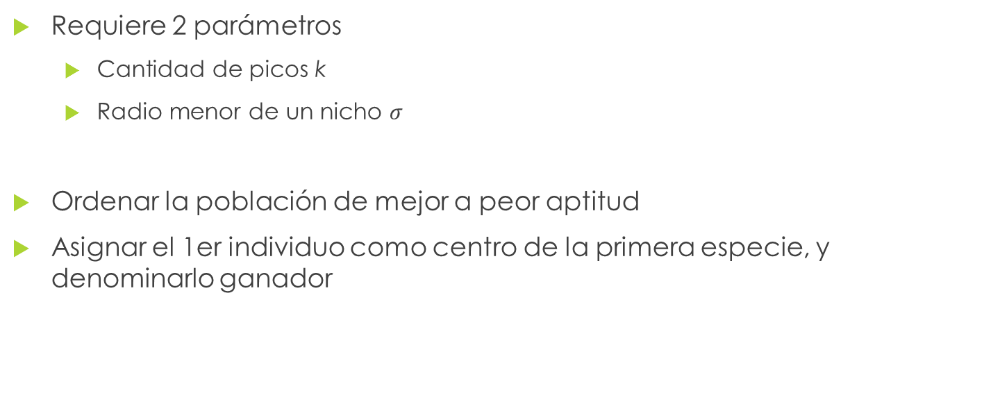 Requiere 2 parámetros
Cantidad de picos k
Radio menor de un nicho σ
Ordenar la población de mejor a peor aptitud
Asignar el 1er individuo como centro de la primera especie, y
denominarlo ganador